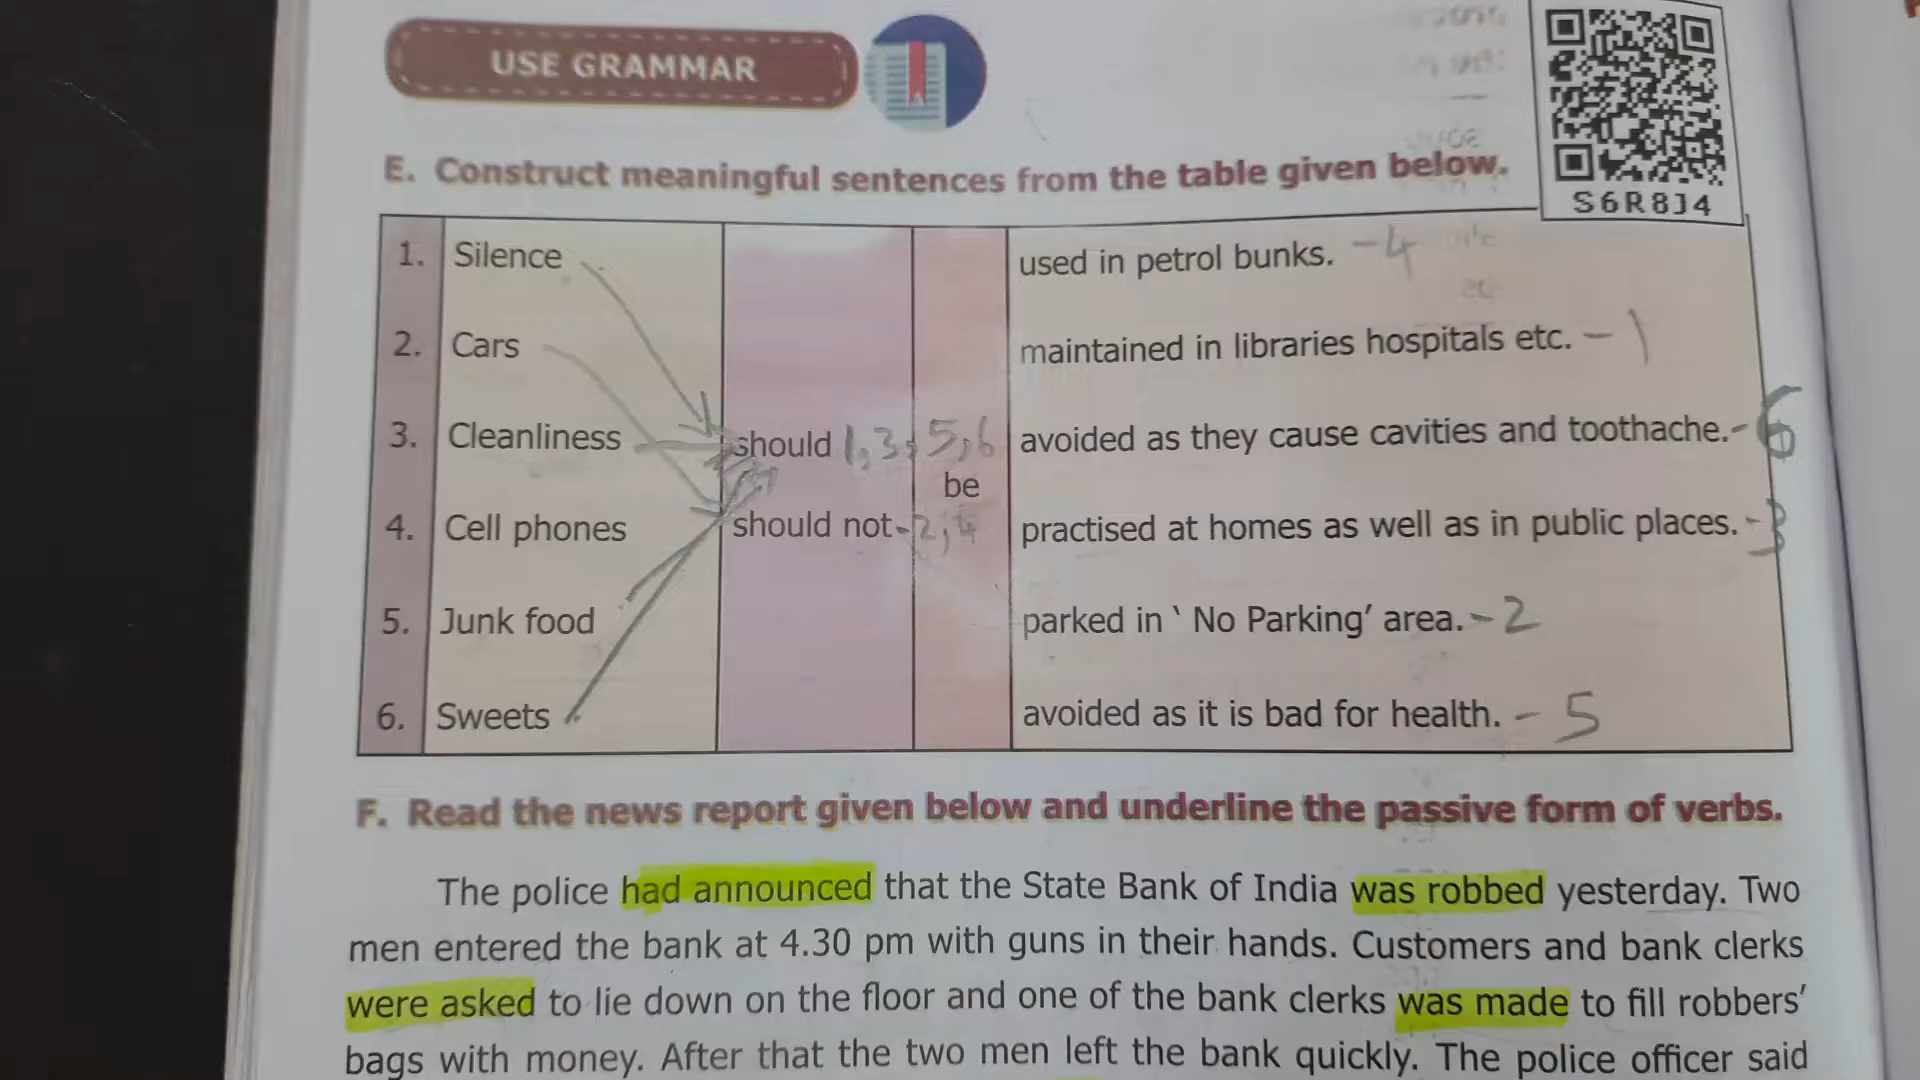 USE GRAMMAR
S6R8J4
E. Construct meaningful sentences from the table given below.
1. Silence used in petrol bunks. -4
2. Cars maintained in libraries hospitals etc. - 1
3. Cleanliness should 1,3,5,6 avoided as they cause cavities and toothache.- 6
be
4. Cell phones should not -2,4 practised at homes as well as in public places. -3
5. Junk food parked in ‘ No Parking’ area. -2
6. Sweets avoided as it is bad for health. - 5
F. Read the news report given below and underline the passive form of verbs.
The police had announced that the State Bank of India was robbed yesterday. Two
men entered the bank at 4.30 pm with guns in their hands. Customers and bank clerks
were asked to lie down on the floor and one of the bank clerks was made to fill robbers’
bags with money. After that the two men left the bank quickly. The police officer said